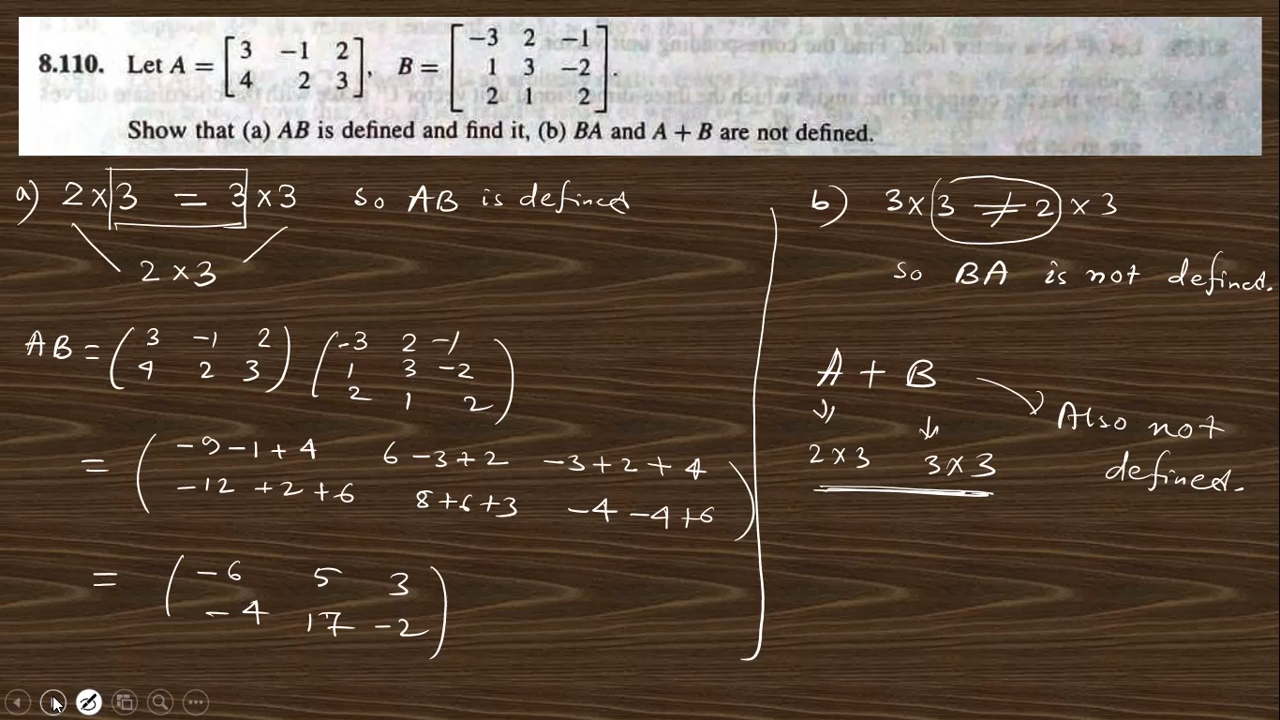 8.110. Let A = [3 -1 2; 4 2 3], B = [-3 2 -1; 1 3 -2; 2 1 2].
Show that (a) AB is defined and find it, (b) BA and A + B are not defined.
a) 2×3 = 3×3 so AB is defined
2×3
AB = (3 -1 2; 4 2 3) (-3 2 -1; 1 3 -2; 2 1 2)
= (-9-1+4 6-3+2 -3+2+4; -12+2+6 8+6+3 -4-4+6)
= (-6 5 3; -4 17 -2)
b) 3×3 ≠ 2×3
so BA is not defined.
A + B
Also not
defined.
2×3 3×3